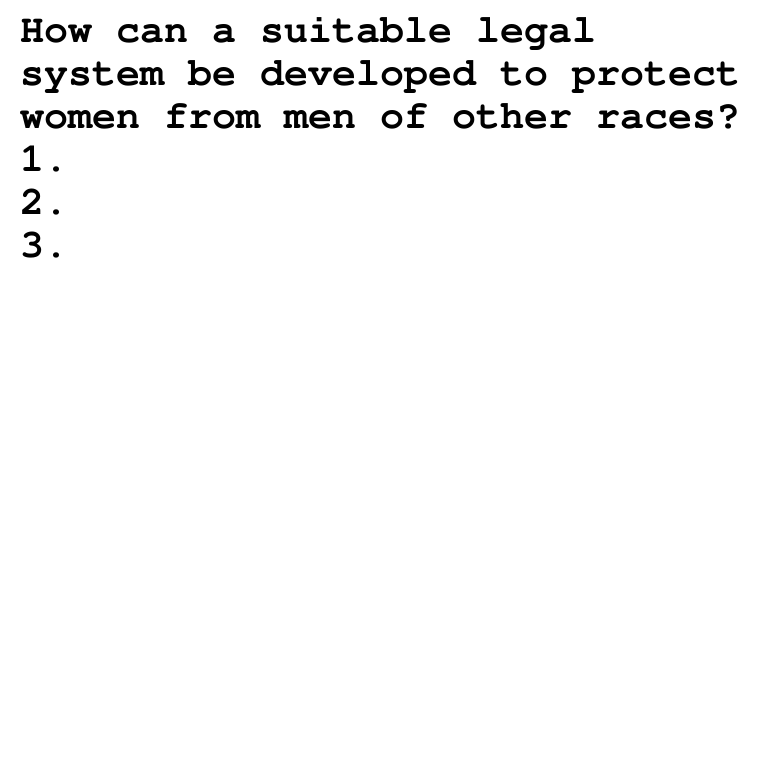 How can a suitable legal
system be developed to protect
women from men of other races?
1.
2.
3.